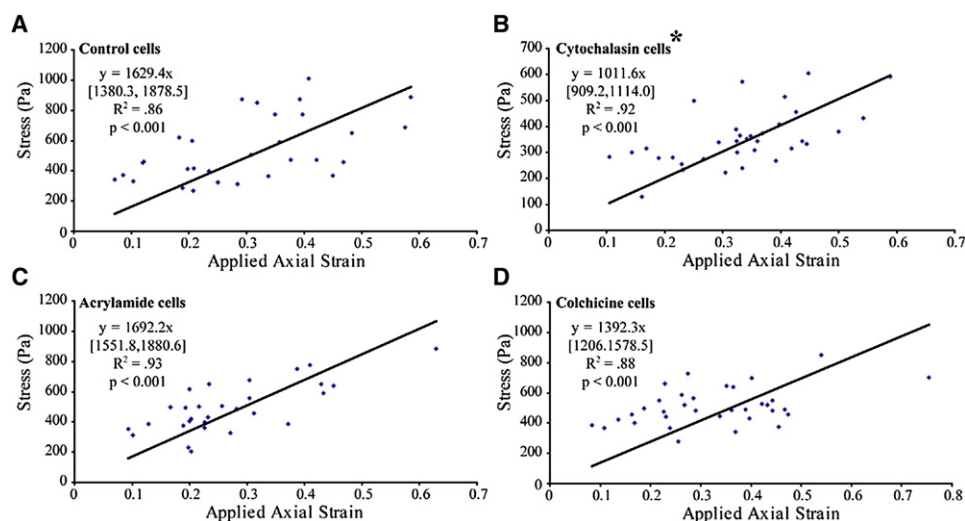 A
Control cells
y = 1629.4x
[1380.3, 1878.5]
R² = .86
p < 0.001
Stress (Pa)
1200
1000
800
600
400
200
0
0 0.1 0.2 0.3 0.4 0.5 0.6 0.7
Applied Axial Strain
B
Cytochalasin cells*
y = 1011.6x
[909.2,1114.0]
R² = .92
p < 0.001
Stress (Pa)
700
600
500
400
300
200
100
0
0 0.1 0.2 0.3 0.4 0.5 0.6 0.7
Applied Axial Strain
C
Acrylamide cells
y = 1692.2x
[1551.8,1880.6]
R² = .93
p < 0.001
Stress (Pa)
1200
1000
800
600
400
200
0
0 0.1 0.2 0.3 0.4 0.5 0.6 0.7
Applied Axial Strain
D
Colchicine cells
y = 1392.3x
[1206.1578.5]
R² = .88
p < 0.001
Stress (Pa)
1200
1000
800
600
400
200
0
0 0.1 0.2 0.3 0.4 0.5 0.6 0.7 0.8
Applied Axial Strain